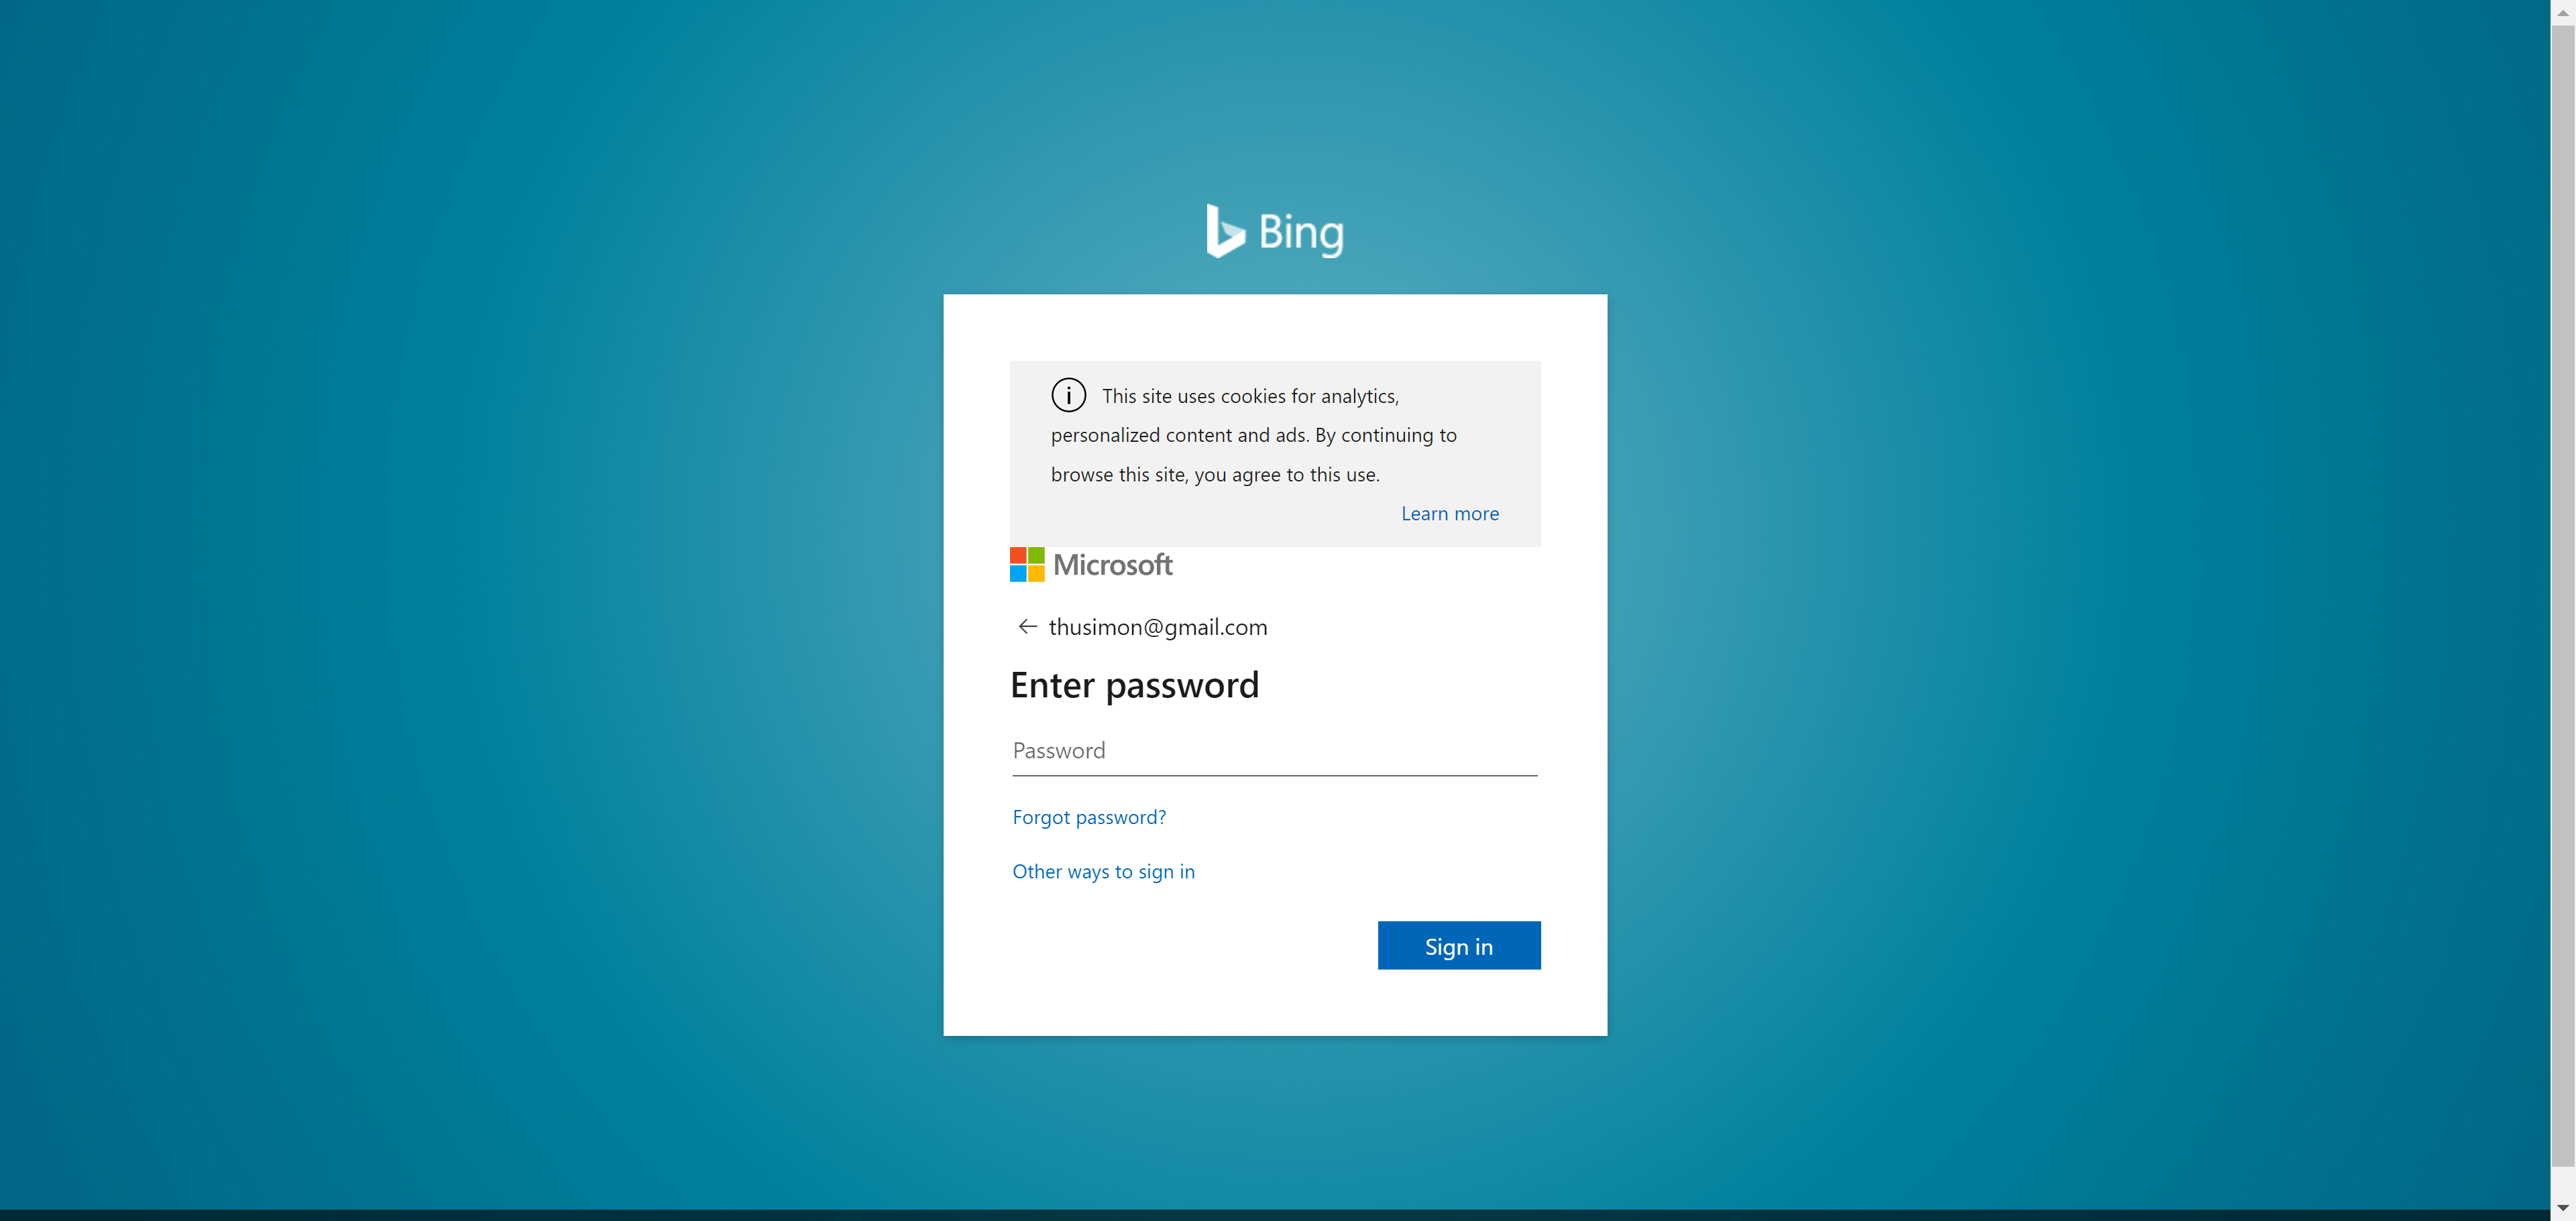 Bing
This site uses cookies for analytics,
personalized content and ads. By continuing to
browse this site, you agree to this use.
Learn more
Microsoft
thusimon@gmail.com
Enter password
Password
Forgot password?
Other ways to sign in
Sign in